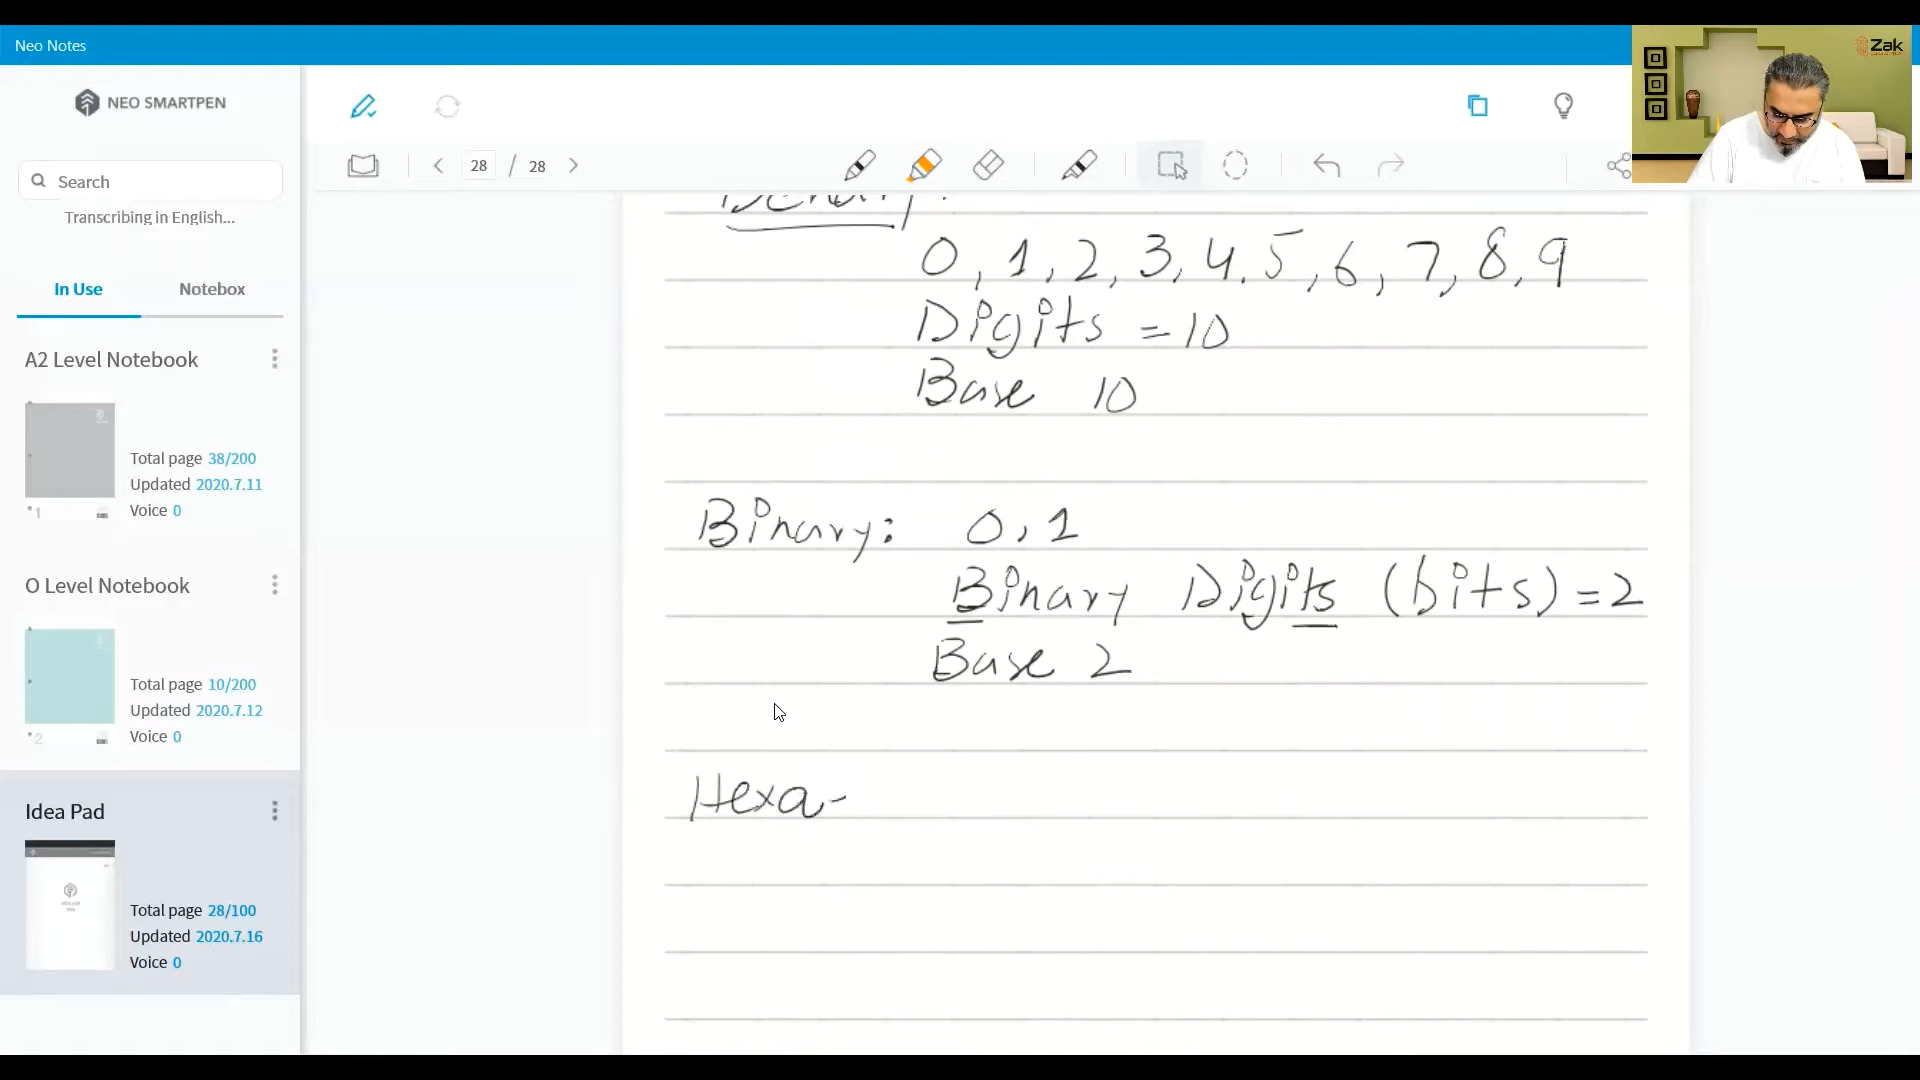 Neo Notes
Zak
NEO SMARTPEN
Search
Transcribing in English...
28 / 28
In Use
Notebox
A2 Level Notebook
Total page 38/200
Updated 2020.7.11
Voice 0
1
O Level Notebook
Total page 10/200
Updated 2020.7.12
Voice 0
2
Idea Pad
Total page 28/100
Updated 2020.7.16
Voice 0
0, 1, 2, 3, 4, 5, 6, 7, 8, 9
Digits = 10
Base 10
Binary: 0, 1
Binary Digits (bits) = 2
Base 2
Hexa-